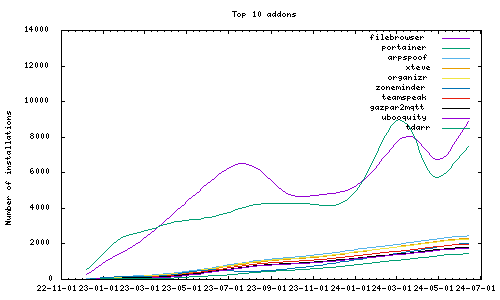 Top 10 addons
Number of installations
14000
12000
10000
8000
6000
4000
2000
0
filebrowser
portainer
arpspoof
xteve
organizr
zoneminder
teamspeak
gazpar2mqtt
ubooquity
tdarr
22-11-01
23-01-01
23-03-01
23-05-01
23-07-01
23-09-01
23-11-01
24-01-01
24-03-01
24-05-01
24-07-01